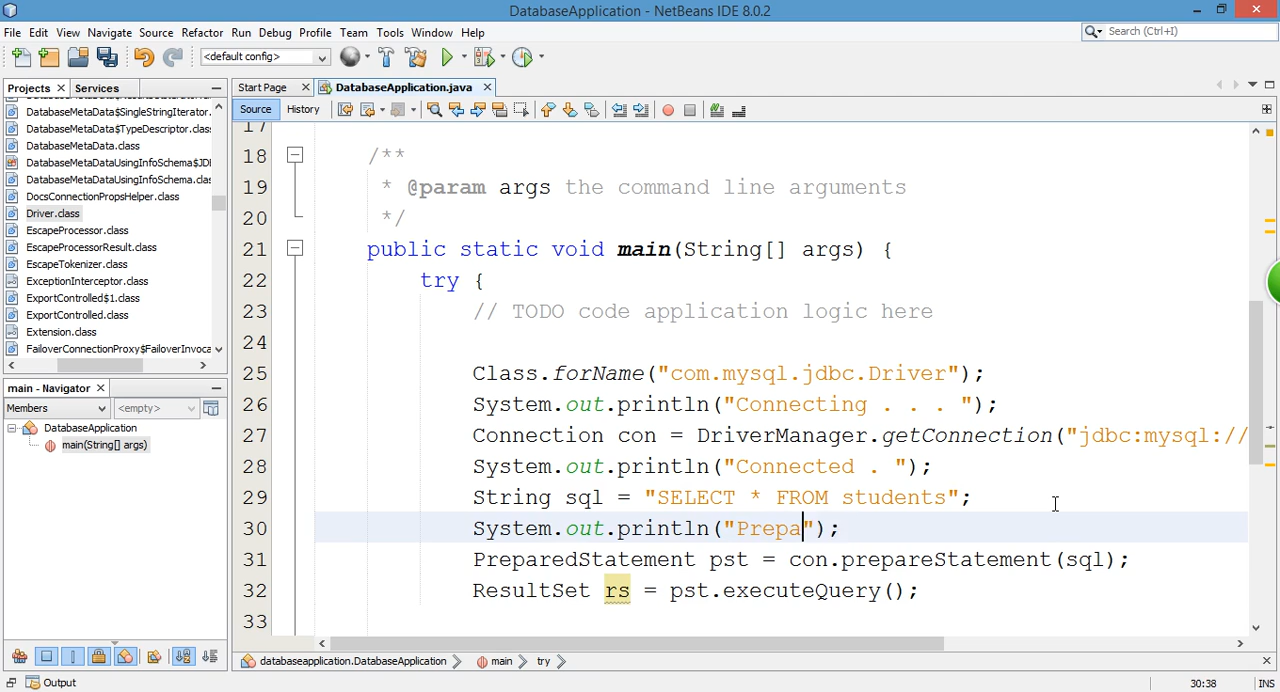 DatabaseApplication - NetBeans IDE 8.0.2
File Edit View Navigate Source Refactor Run Debug Profile Team Tools Window Help
Search (Ctrl+I)
<default config>
Projects Services
Start Page DatabaseApplication.java
Source History
DatabaseMetaData$SingleStringIterator.
DatabaseMetaData$TypeDescriptor.class
DatabaseMetaData.class
DatabaseMetaDataUsingInfoSchema$JD
DatabaseMetaDataUsingInfoSchema.clas
DocsConnectionPropsHelper.class
Driver.class
EscapeProcessor.class
EscapeProcessorResult.class
EscapeTokenizer.class
ExceptionInterceptor.class
ExportControlled$1.class
ExportControlled.class
Extension.class
FailoverConnectionProxy$FailoverInvoca
main - Navigator
Members <empty>
DatabaseApplication
main(String[] args)
17
18 /**
19 * @param args the command line arguments
20 */
21 public static void main(String[] args) {
22 try {
23 // TODO code application logic here
24
25 Class.forName("com.mysql.jdbc.Driver");
26 System.out.println("Connecting . . . ");
27 Connection con = DriverManager.getConnection("jdbc:mysql://
28 System.out.println("Connected . ");
29 String sql = "SELECT * FROM students";
30 System.out.println("Prepa");
31 PreparedStatement pst = con.prepareStatement(sql);
32 ResultSet rs = pst.executeQuery();
33
databaseapplication.DatabaseApplication main try
Output
30:38 INS